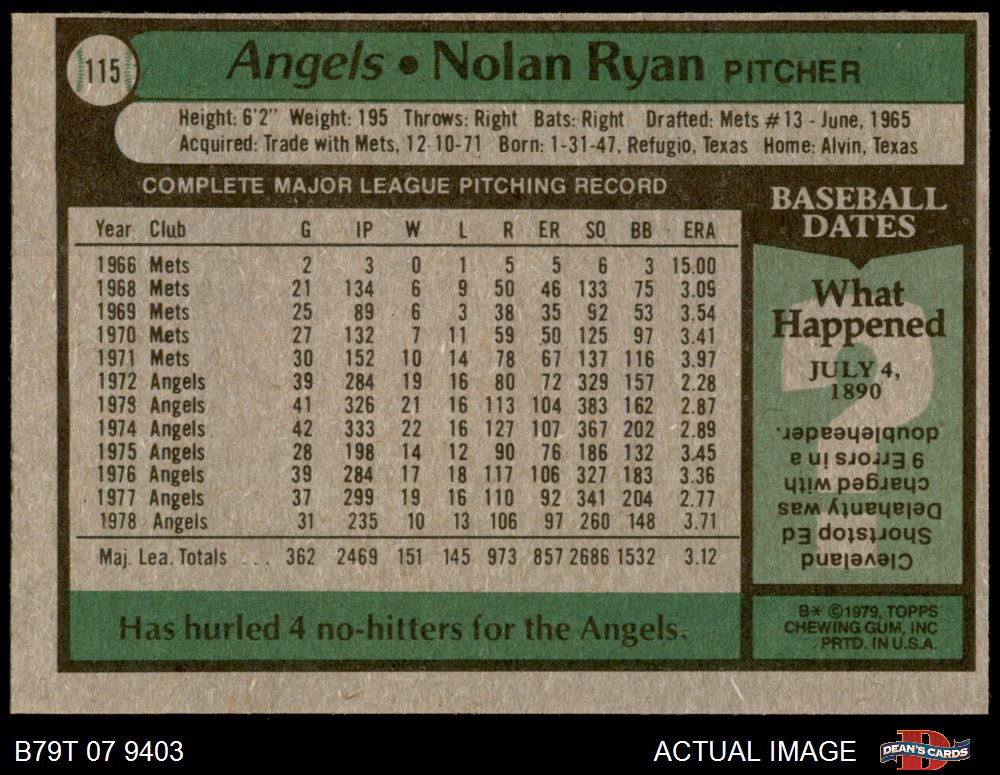 115
Angels • Nolan Ryan PITCHER
Height: 6'2" Weight: 195 Throws: Right Bats: Right Drafted: Mets #13 - June, 1965
Acquired: Trade with Mets, 12-10-71 Born: 1-31-47, Refugio, Texas Home: Alvin, Texas
COMPLETE MAJOR LEAGUE PITCHING RECORD
Year Club G IP W L R ER SO BB ERA
1966 Mets 2 3 0 1 5 5 6 3 15.00
1968 Mets 21 134 6 9 50 46 133 75 3.09
1969 Mets 25 89 6 3 38 35 92 53 3.54
1970 Mets 27 132 7 11 59 50 125 97 3.41
1971 Mets 30 152 10 14 78 67 137 116 3.97
1972 Angels 39 284 19 16 80 72 329 157 2.28
1973 Angels 41 326 21 16 113 104 383 162 2.87
1974 Angels 42 333 22 16 127 107 367 202 2.89
1975 Angels 28 198 14 12 90 76 186 132 3.45
1976 Angels 39 284 17 18 117 106 327 183 3.36
1977 Angels 37 299 19 16 110 92 341 204 2.77
1978 Angels 31 235 10 13 106 97 260 148 3.71
Maj. Lea. Totals ... 362 2469 151 145 973 857 2686 1532 3.12
Has hurled 4 no-hitters for the Angels.
BASEBALL
DATES
What
Happened
JULY 4,
1890
Cleveland
Shortstop Ed
Delahanty was
charged with
9 Errors in a
doubleheader.
B* ©1979, TOPPS
CHEWING GUM, INC
PRTD. IN U.S.A.
B79T 07 9403
ACTUAL IMAGE
DEAN'S CARDS